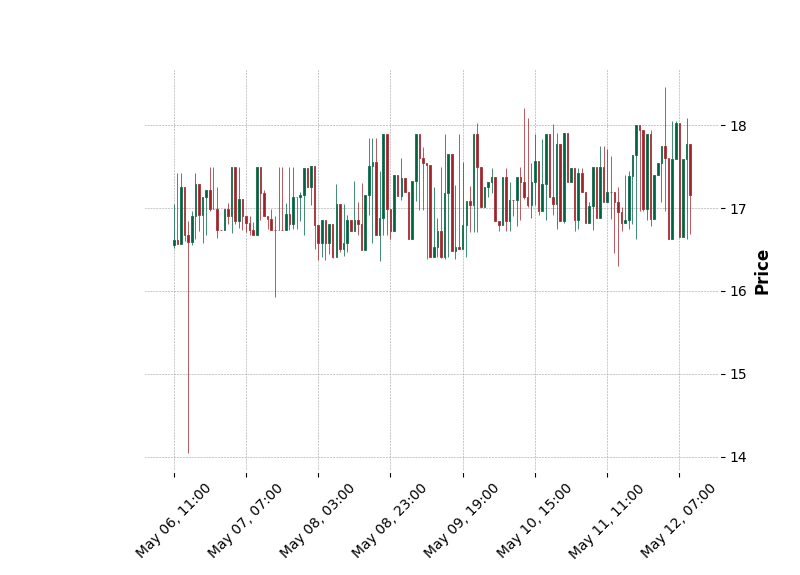 18
17
16
15
14
Price
May 06, 11:00
May 07, 07:00
May 08, 03:00
May 08, 23:00
May 09, 19:00
May 10, 15:00
May 11, 11:00
May 12, 07:00